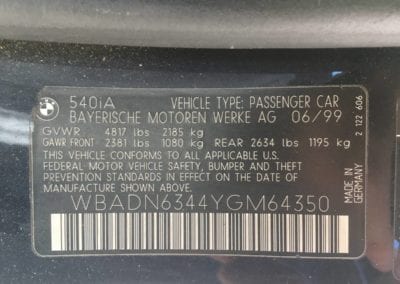 540iA VEHICLE TYPE: PASSENGER CAR
BAYERISCHE MOTOREN WERKE AG 06/99
GVWR 4817 lbs 2185 kg
GAWR FRONT 2381 lbs 1080 kg REAR 2634 lbs 1195 kg
THIS VEHICLE CONFORMS TO ALL APPLICABLE U.S.
FEDERAL MOTOR VEHICLE SAFETY, BUMPER AND THEFT
PREVENTION STANDARDS IN EFFECT ON THE DATE
OF MANUFACTURE SHOWN ABOVE.
WBADN6344YGM64350
2 122 606
MADE IN
GERMANY